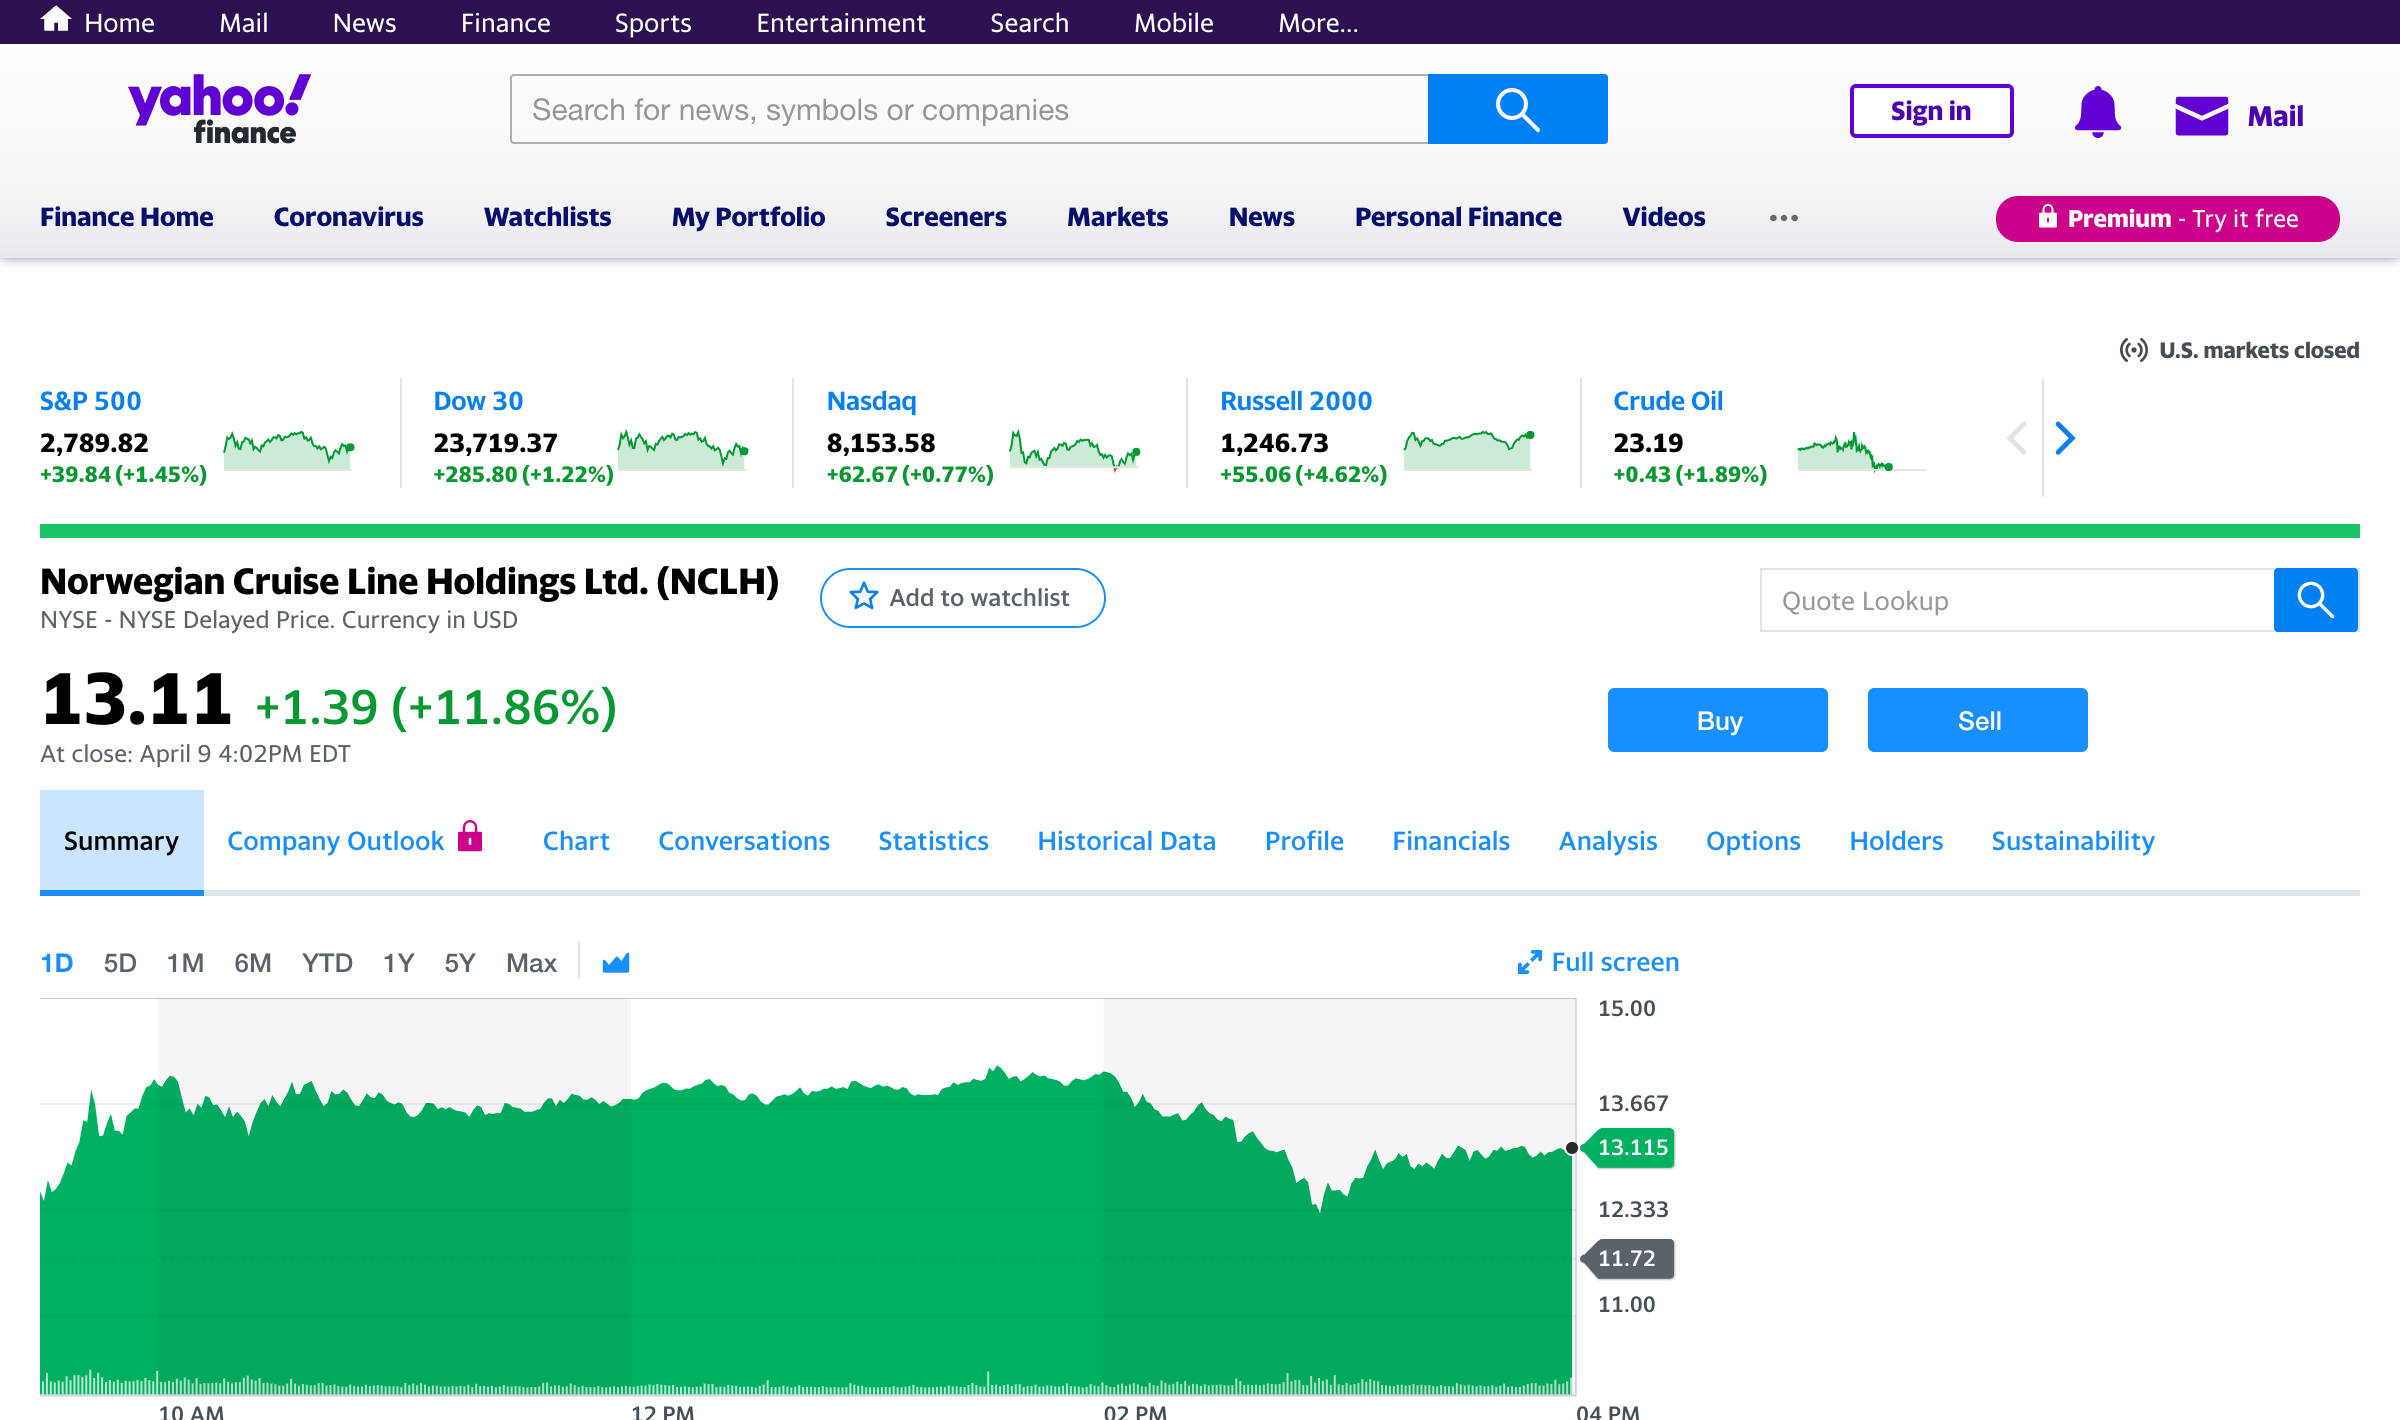 Home Mail News Finance Sports Entertainment Search Mobile More...
yahoo!
finance
Search for news, symbols or companies
Sign in
Mail
Finance Home Coronavirus Watchlists My Portfolio Screeners Markets News Personal Finance Videos ••• Premium - Try it free
U.S. markets closed
S&P 500
2,789.82
+39.84 (+1.45%)
Dow 30
23,719.37
+285.80 (+1.22%)
Nasdaq
8,153.58
+62.67 (+0.77%)
Russell 2000
1,246.73
+55.06 (+4.62%)
Crude Oil
23.19
+0.43 (+1.89%)
Norwegian Cruise Line Holdings Ltd. (NCLH)
NYSE - NYSE Delayed Price. Currency in USD
Add to watchlist
Quote Lookup
13.11 +1.39 (+11.86%)
At close: April 9 4:02PM EDT
Buy
Sell
Summary Company Outlook Chart Conversations Statistics Historical Data Profile Financials Analysis Options Holders Sustainability
1D 5D 1M 6M YTD 1Y 5Y Max
Full screen
15.00
13.667
13.115
12.333
11.72
11.00
10 AM 12 PM 02 PM 04 PM